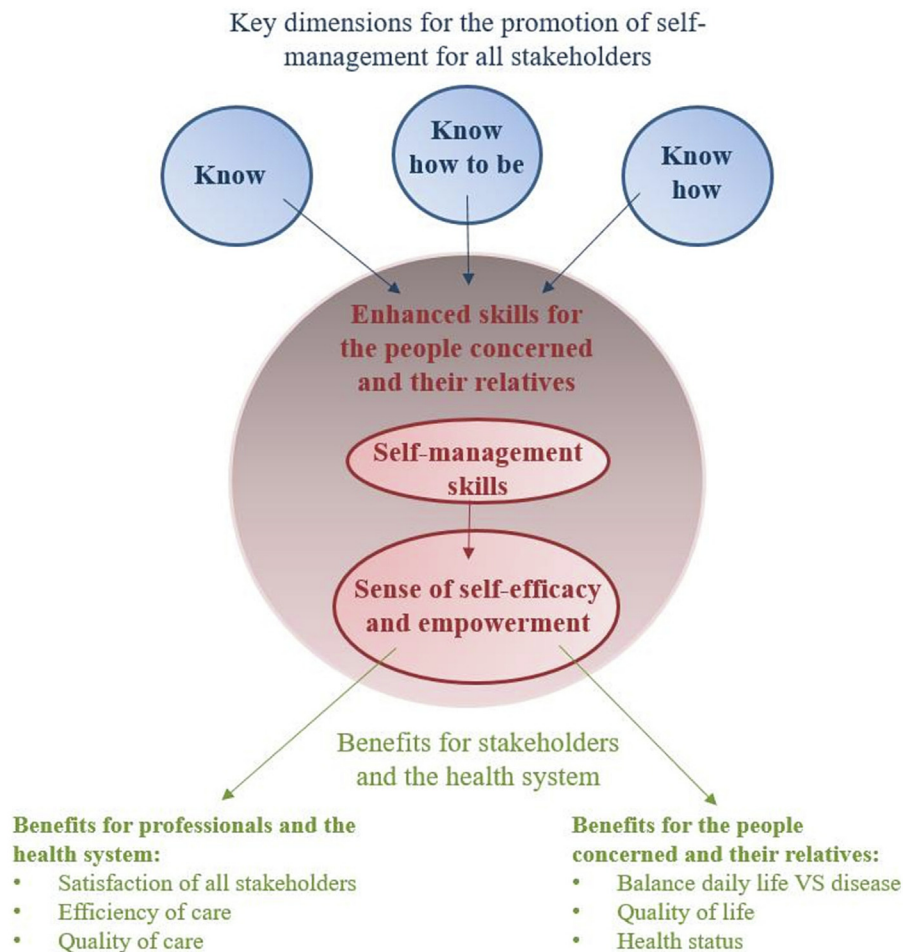 Key dimensions for the promotion of self-
management for all stakeholders
Know
Know
how to be
Know
how
Enhanced skills for
the people concerned
and their relatives
Self-management
skills
Sense of self-efficacy
and empowerment
Benefits for stakeholders
and the health system
Benefits for professionals and the
health system:
• Satisfaction of all stakeholders
• Efficiency of care
• Quality of care
Benefits for the people
concerned and their relatives:
• Balance daily life VS disease
• Quality of life
• Health status